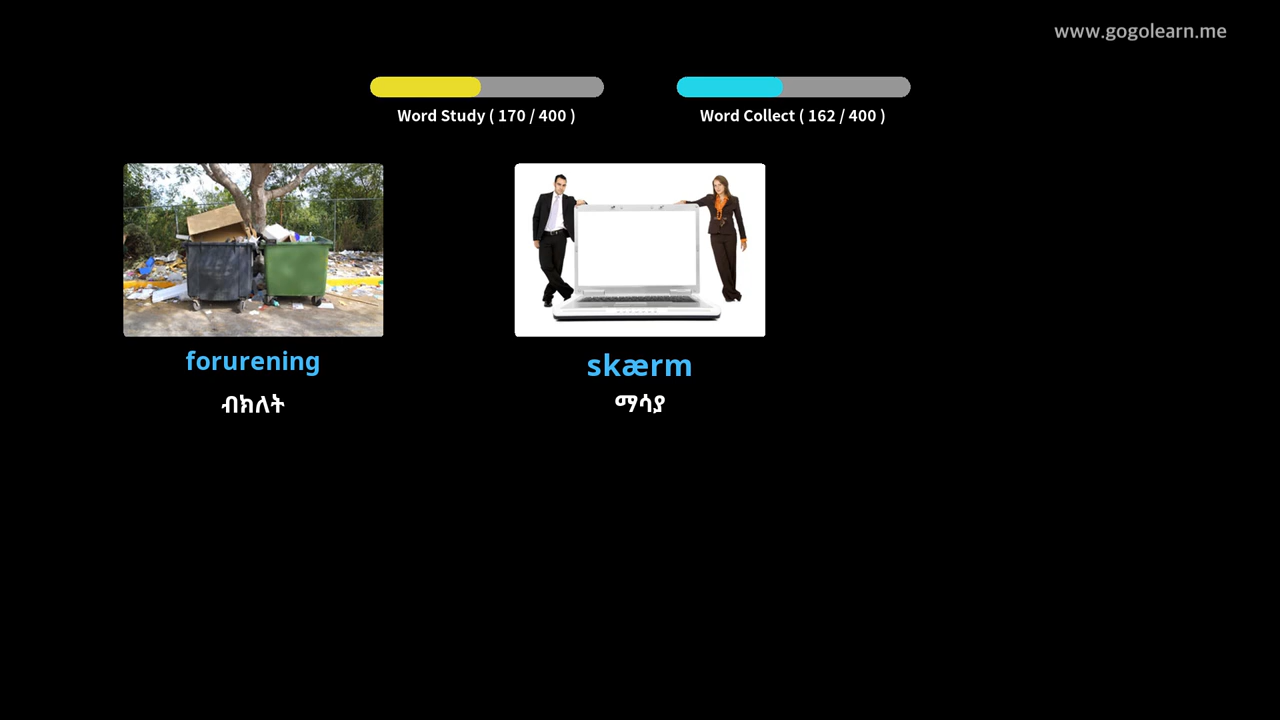 www.gogolearn.me
Word Study ( 170 / 400 )
Word Collect ( 162 / 400 )
forurening
ብክለት
skærm
ማሳያ